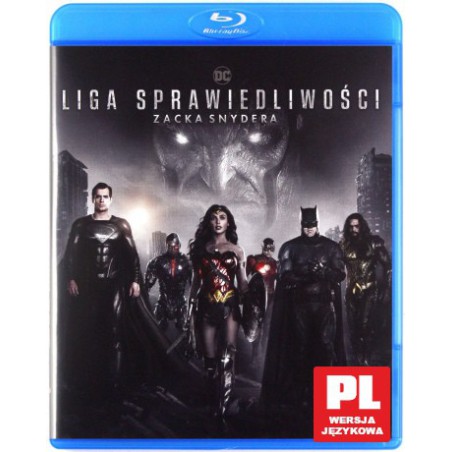 Blu-ray Disc
DC
LIGA SPRAWIEDLIWOŚCI
ZACKA SNYDERA
PL
WERSJA
JĘZYKOWA